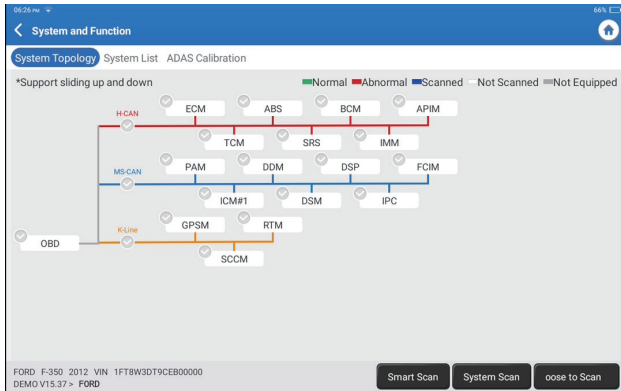 06:26 PM 66%
System and Function
System Topology System List ADAS Calibration
*Support sliding up and down Normal Abnormal Scanned Not Scanned Not Equipped
H-CAN ECM ABS BCM APIM
TCM SRS IMM
MS-CAN PAM DDM DSP FCIM
ICM#1 DSM IPC
K-Line GPSM RTM
OBD
SCCM
FORD F-350 2012 VIN 1FT8W3DT9CEB00000
DEMO V15.37 > FORD
Smart Scan System Scan oose to Scan